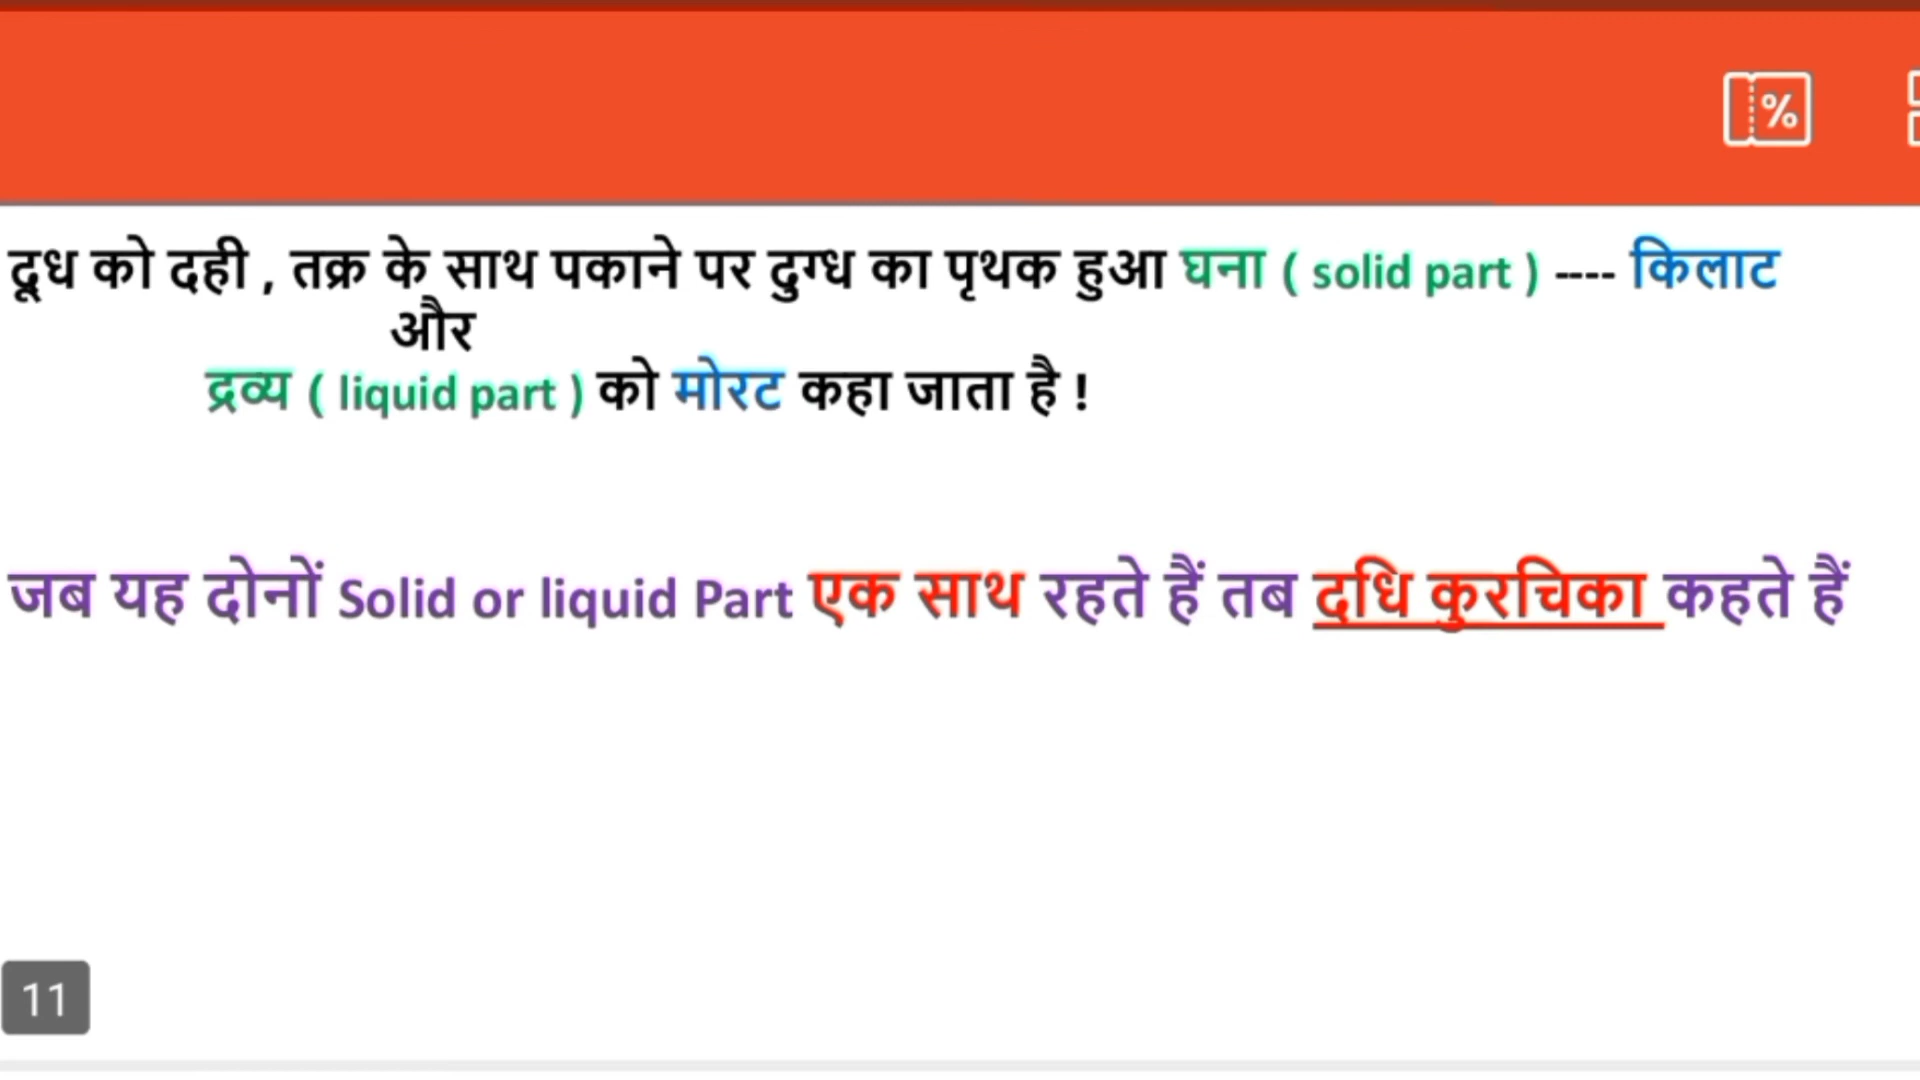 %
दूध को दही , तक्र के साथ पकाने पर दुग्ध का पृथक हुआ घना ( solid part ) ---- किलाट
और
द्रव्य ( liquid part ) को मोरट कहा जाता है !
जब यह दोनों Solid or liquid Part एक साथ रहते हैं तब दधि कुरचिका कहते हैं
11